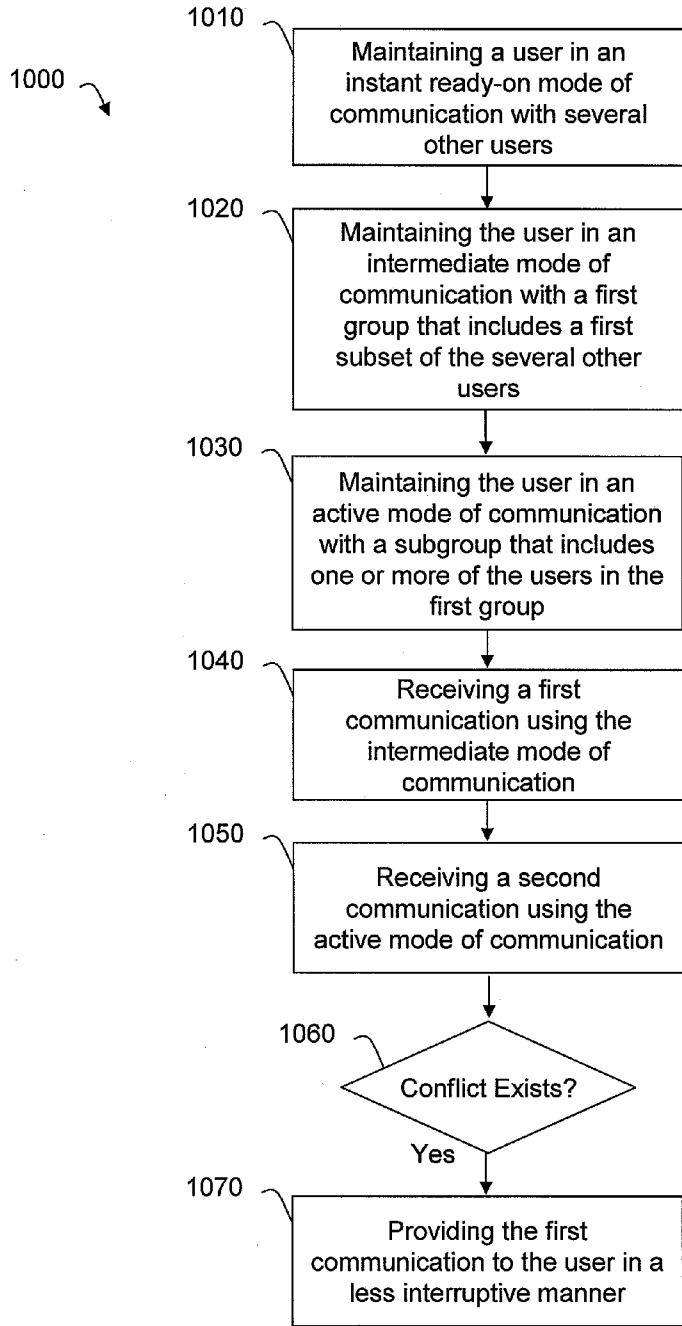 1000
1010
Maintaining a user in an
instant ready-on mode of
communication with several
other users
1020
Maintaining the user in an
intermediate mode of
communication with a first
group that includes a first
subset of the several other
users
1030
Maintaining the user in an
active mode of communication
with a subgroup that includes
one or more of the users in the
first group
1040
Receiving a first
communication using the
intermediate mode of
communication
1050
Receiving a second
communication using the
active mode of communication
1060
Conflict Exists?
Yes
1070
Providing the first
communication to the user in a
less interruptive manner